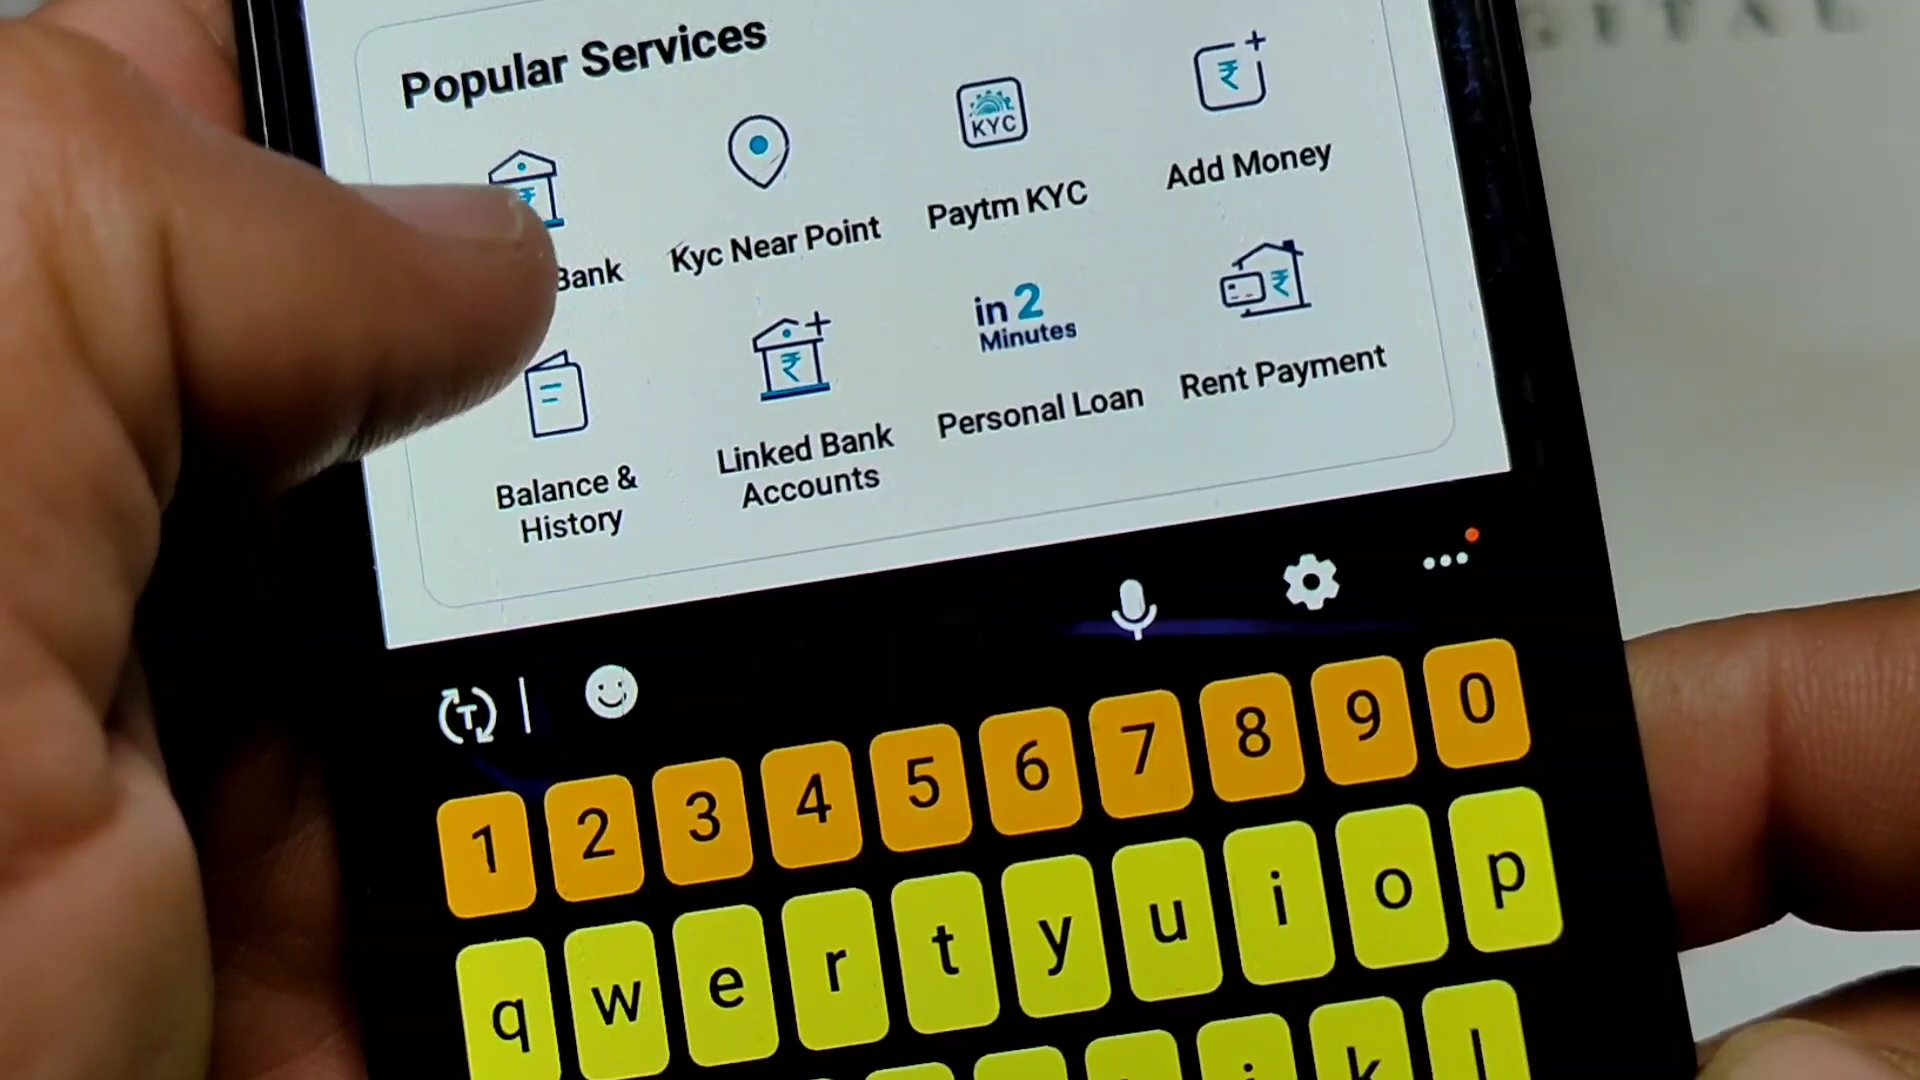 Popular Services
Bank
Kyc Near Point
KYC
Paytm KYC
₹
Add Money
Balance &
History
₹
Linked Bank
Accounts
in 2
Minutes
Personal Loan
₹
Rent Payment
T
1 2 3 4 5 6 7 8 9 0
q w e r t y u i o p
k l